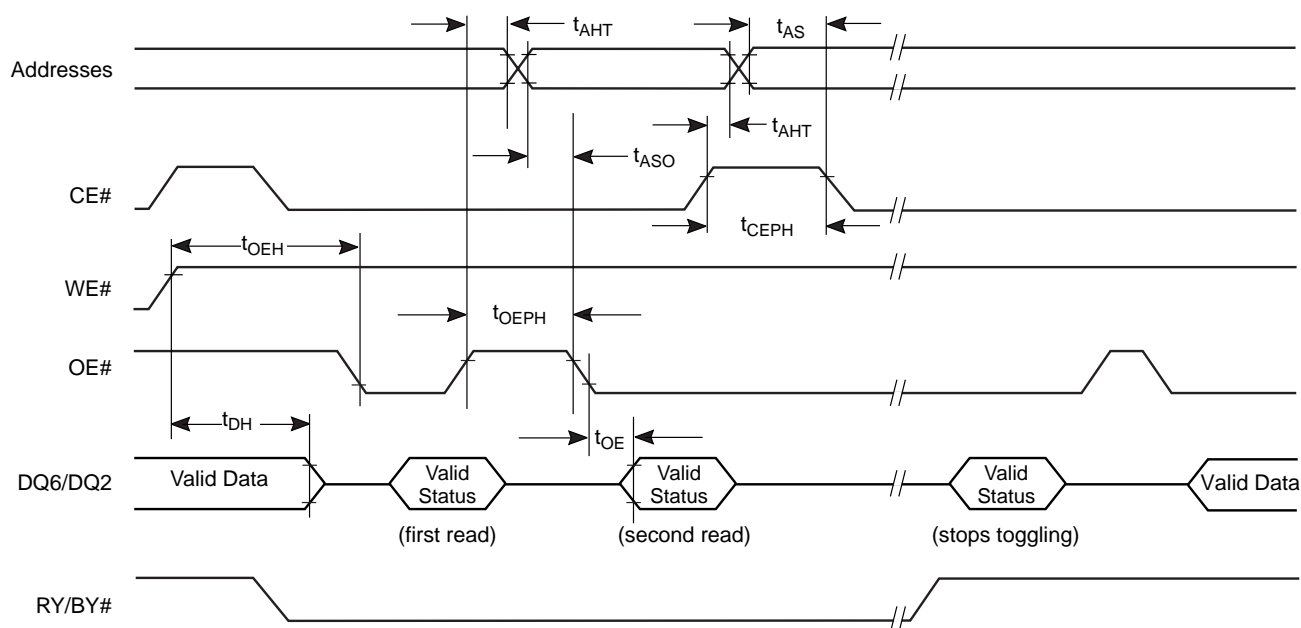 tAHT
tAS
Addresses
tAHT
tASO
CE#
tCEPH
tOEH
WE#
tOEPH
OE#
tDH
tOE
DQ6/DQ2
Valid Data
Valid
Status
Valid
Status
Valid
Status
Valid Data
(first read)
(second read)
(stops toggling)
RY/BY#